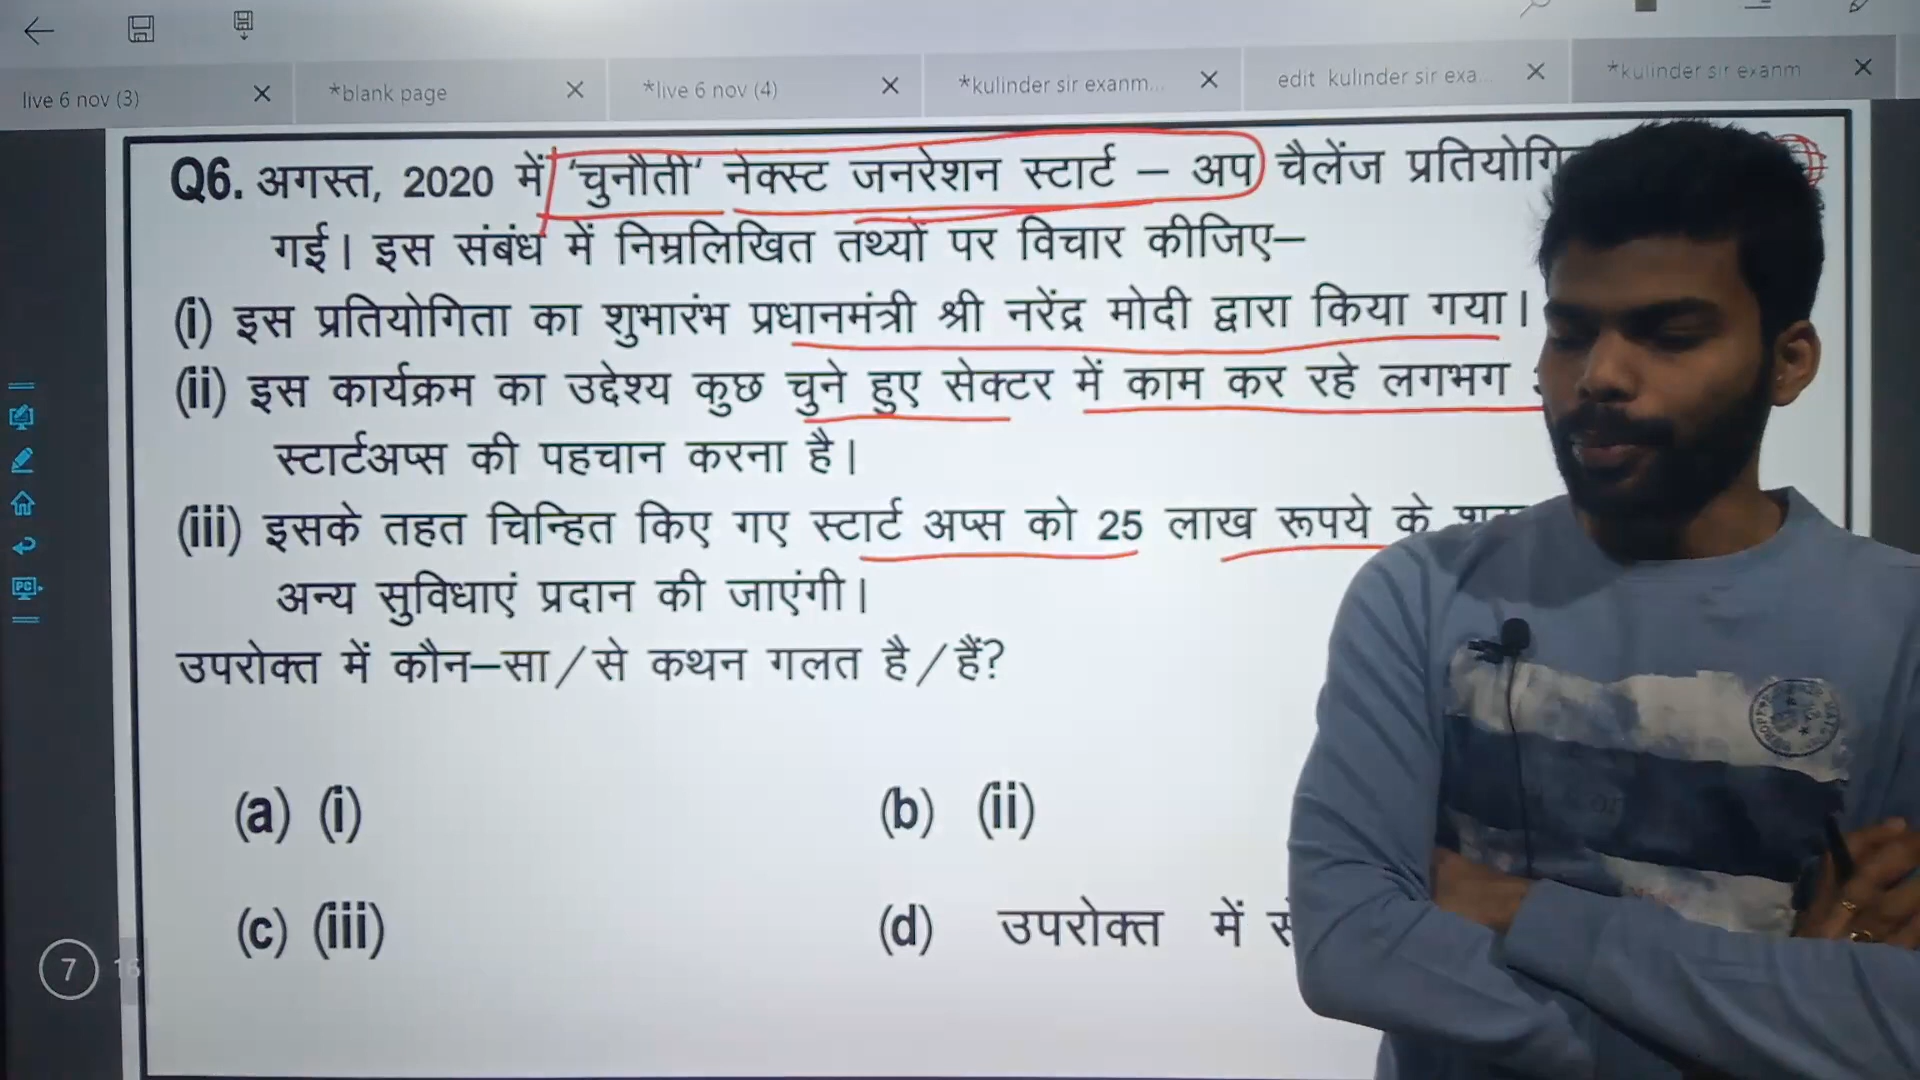 live 6 nov (3)
*blank page
*live 6 nov (4)
*kulinder sir exanm...
edit kulinder sir exa...
*kulinder sir exanm
Q6. अगस्त, 2020 में 'चुनौती' नेक्स्ट जनरेशन स्टार्ट – अप चैलेंज
गई। इस संबंध में निम्नलिखित तथ्यों पर विचार कीजिए–
(i) इस प्रतियोगिता का शुभारंभ प्रधानमंत्री श्री नरेंद्र मोदी द्वारा किया गया।
(ii) इस कार्यक्रम का उद्देश्य कुछ चुने हुए सेक्टर में काम कर रहे लगभग
स्टार्टअप्स की पहचान करना है।
(iii) इसके तहत चिन्हित किए गए स्टार्ट अप्स को 25 लाख रूपये के
अन्य सुविधाएं प्रदान की जाएंगी।
उपरोक्त में कौन–सा/से कथन गलत है/हैं?
(a) (i)
(b) (ii)
(c) (iii)
(d) उपरोक्त में
7 16